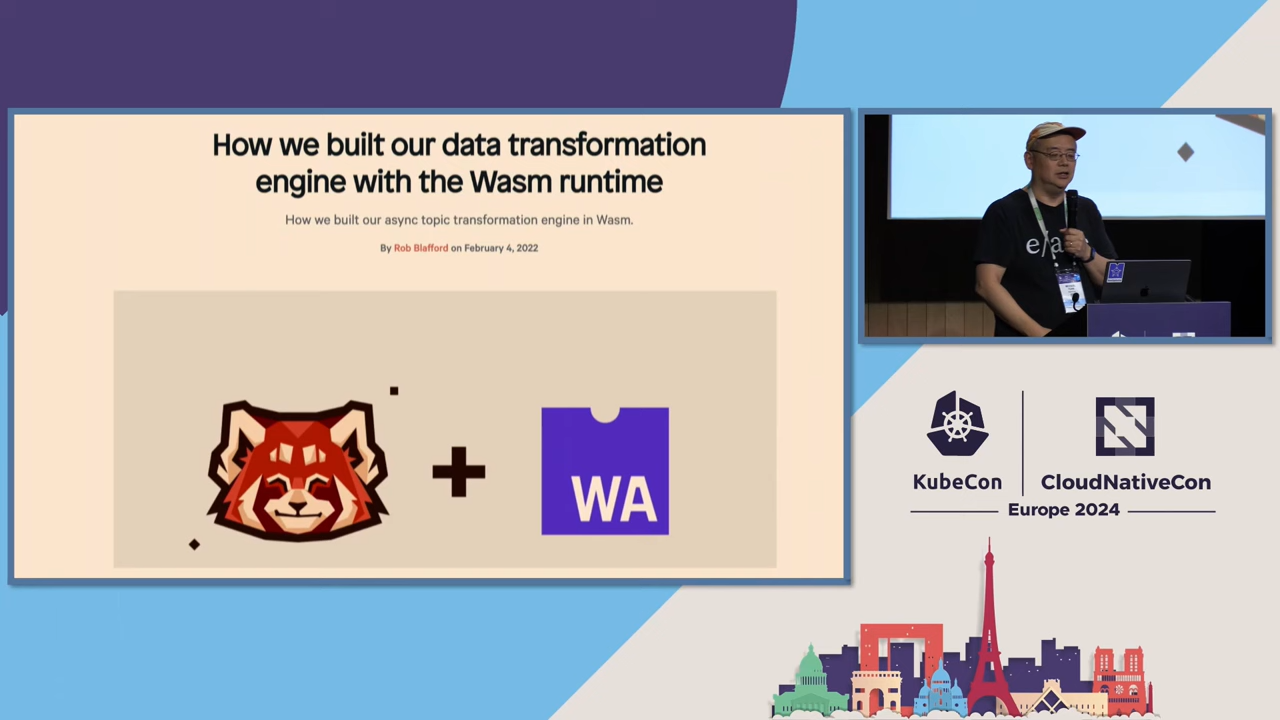 How we built our data transformation
engine with the Wasm runtime
How we built our async topic transformation engine in Wasm.
By Rob Blafford on February 4, 2022
WA
KubeCon
CloudNativeCon
Europe 2024